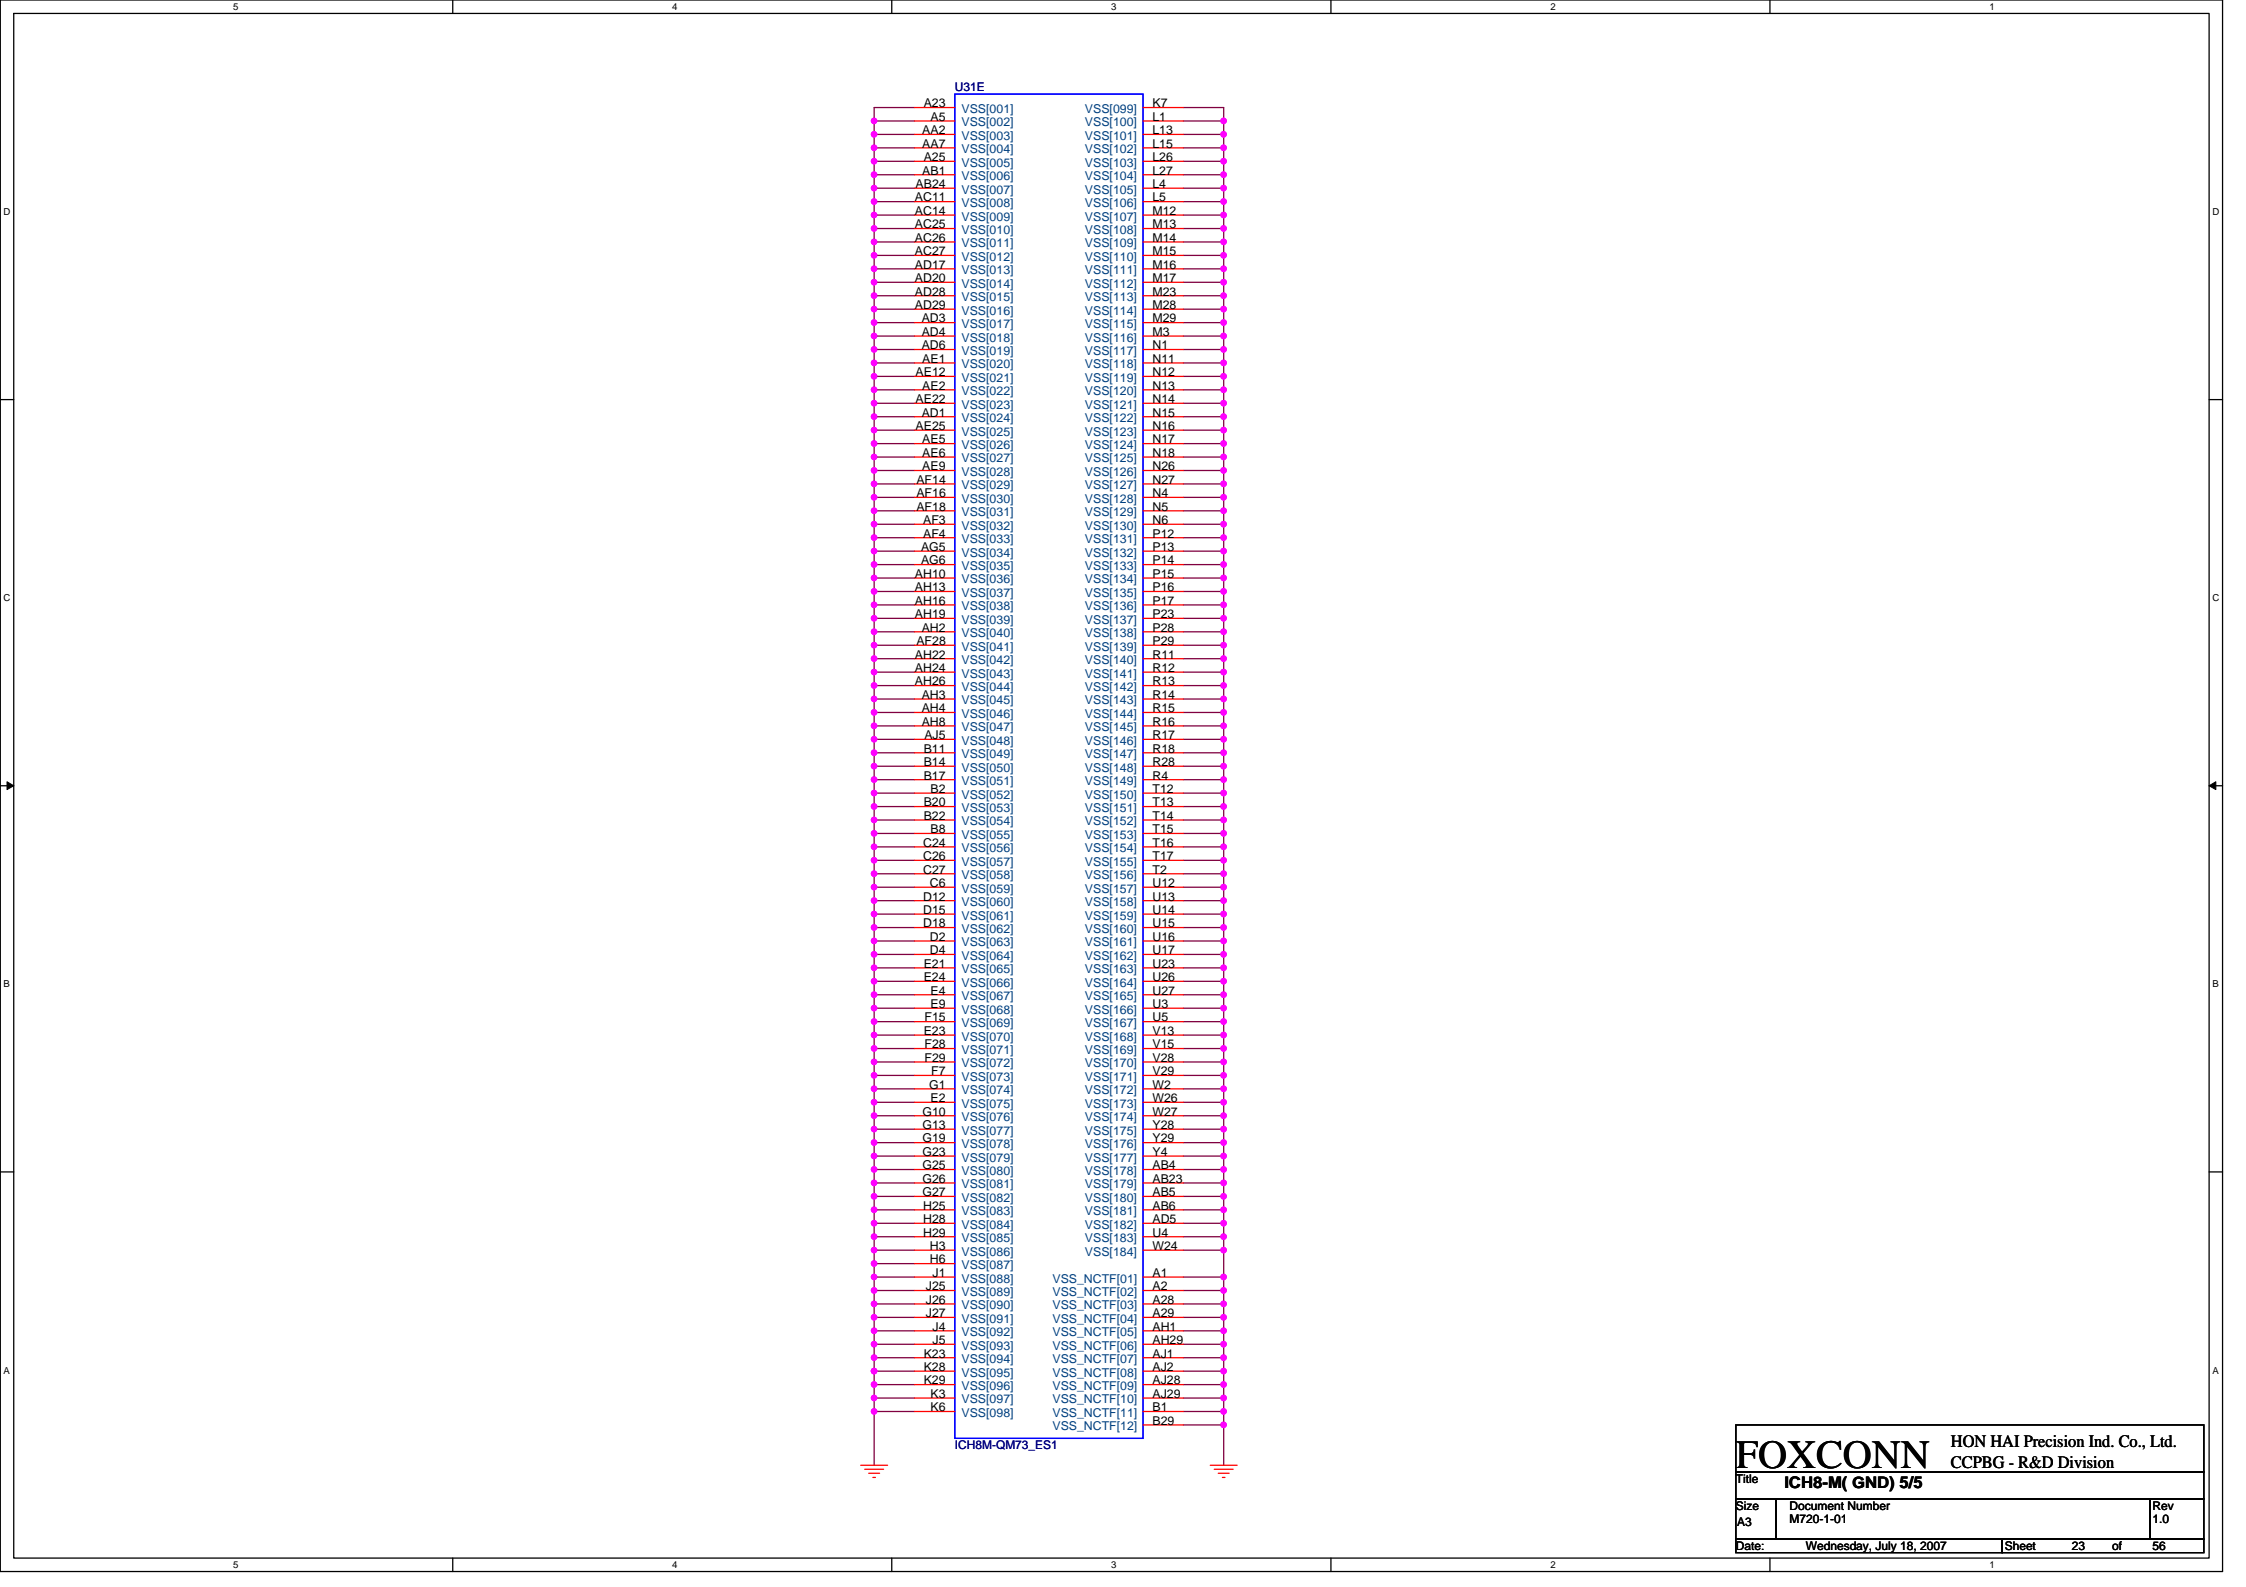 5 4 3 2 1
U31E
A23 VSS[001] VSS[099] K7
A5 VSS[002] VSS[100] L1
AA2 VSS[003] VSS[101] L13
AA7 VSS[004] VSS[102] L15
A25 VSS[005] VSS[103] L26
AB1 VSS[006] VSS[104] L27
AB24 VSS[007] VSS[105] L4
AC11 VSS[008] VSS[106] L5
D AC14 VSS[009] VSS[107] M12 D
AC25 VSS[010] VSS[108] M13
AC26 VSS[011] VSS[109] M14
AC27 VSS[012] VSS[110] M15
AD17 VSS[013] VSS[111] M16
AD20 VSS[014] VSS[112] M17
AD28 VSS[015] VSS[113] M23
AD29 VSS[016] VSS[114] M28
AD3 VSS[017] VSS[115] M29
AD4 VSS[018] VSS[116] M3
AD6 VSS[019] VSS[117] N1
AE1 VSS[020] VSS[118] N11
AE12 VSS[021] VSS[119] N12
AE2 VSS[022] VSS[120] N13
AE22 VSS[023] VSS[121] N14
AD1 VSS[024] VSS[122] N15
AE25 VSS[025] VSS[123] N16
AE5 VSS[026] VSS[124] N17
AE6 VSS[027] VSS[125] N18
AE9 VSS[028] VSS[126] N26
AF14 VSS[029] VSS[127] N27
AF16 VSS[030] VSS[128] N4
AF18 VSS[031] VSS[129] N5
AF3 VSS[032] VSS[130] N6
AF4 VSS[033] VSS[131] P12
AG5 VSS[034] VSS[132] P13
AG6 VSS[035] VSS[133] P14
AH10 VSS[036] VSS[134] P15
AH13 VSS[037] VSS[135] P16
C AH16 VSS[038] VSS[136] P17 C
AH19 VSS[039] VSS[137] P23
AH2 VSS[040] VSS[138] P28
AF28 VSS[041] VSS[139] P29
AH22 VSS[042] VSS[140] R11
AH24 VSS[043] VSS[141] R12
AH26 VSS[044] VSS[142] R13
AH3 VSS[045] VSS[143] R14
AH4 VSS[046] VSS[144] R15
AH8 VSS[047] VSS[145] R16
AJ5 VSS[048] VSS[146] R17
B11 VSS[049] VSS[147] R18
B14 VSS[050] VSS[148] R28
B17 VSS[051] VSS[149] R4
B2 VSS[052] VSS[150] T12
B20 VSS[053] VSS[151] T13
B22 VSS[054] VSS[152] T14
B8 VSS[055] VSS[153] T15
C24 VSS[056] VSS[154] T16
C26 VSS[057] VSS[155] T17
C27 VSS[058] VSS[156] T2
C6 VSS[059] VSS[157] U12
D12 VSS[060] VSS[158] U13
D15 VSS[061] VSS[159] U14
D18 VSS[062] VSS[160] U15
D2 VSS[063] VSS[161] U16
D4 VSS[064] VSS[162] U17
E21 VSS[065] VSS[163] U23
B E24 VSS[066] VSS[164] U26 B
E4 VSS[067] VSS[165] U27
E9 VSS[068] VSS[166] U3
F15 VSS[069] VSS[167] U5
E23 VSS[070] VSS[168] V13
F28 VSS[071] VSS[169] V15
F29 VSS[072] VSS[170] V28
F7 VSS[073] VSS[171] V29
G1 VSS[074] VSS[172] W2
E2 VSS[075] VSS[173] W26
G10 VSS[076] VSS[174] W27
G13 VSS[077] VSS[175] Y28
G19 VSS[078] VSS[176] Y29
G23 VSS[079] VSS[177] Y4
G25 VSS[080] VSS[178] AB4
G26 VSS[081] VSS[179] AB23
G27 VSS[082] VSS[180] AB5
H25 VSS[083] VSS[181] AB6
H28 VSS[084] VSS[182] AD5
H29 VSS[085] VSS[183] U4
H3 VSS[086] VSS[184] W24
H6 VSS[087]
J1 VSS[088] VSS_NCTF[01] A1
J25 VSS[089] VSS_NCTF[02] A2
J26 VSS[090] VSS_NCTF[03] A28
J27 VSS[091] VSS_NCTF[04] A29
J4 VSS[092] VSS_NCTF[05] AH1
J5 VSS[093] VSS_NCTF[06] AH29
K23 VSS[094] VSS_NCTF[07] AJ1
A K28 VSS[095] VSS_NCTF[08] AJ2 A
K29 VSS[096] VSS_NCTF[09] AJ28
K3 VSS[097] VSS_NCTF[10] AJ29
K6 VSS[098] VSS_NCTF[11] B1
VSS_NCTF[12] B29
ICH8M-QM73_ES1
FOXCONN HON HAI Precision Ind. Co., Ltd.
CCPBG - R&D Division
Title ICH8-M( GND) 5/5
Size Document Number Rev
A3 M720-1-01 1.0
Date: Wednesday, July 18, 2007 Sheet 23 of 56
5 4 3 2 1